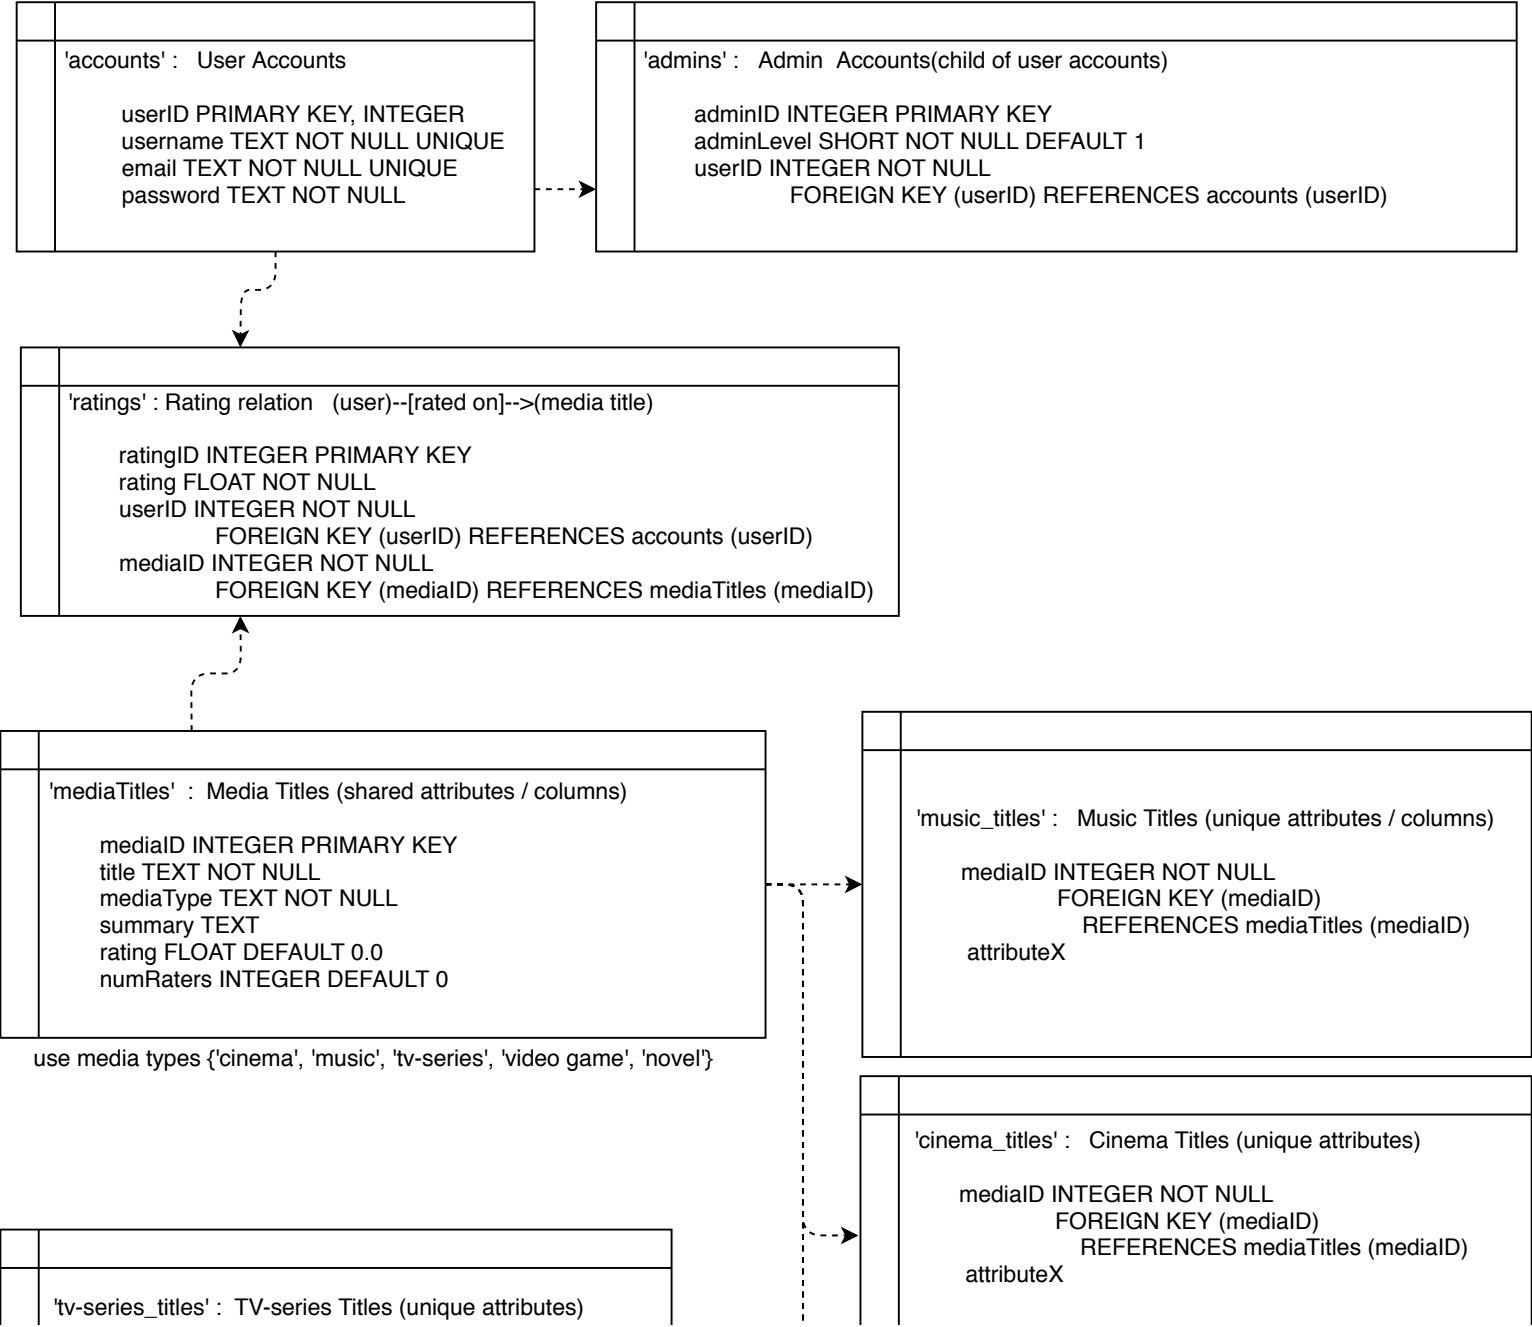 'accounts' : User Accounts
userID PRIMARY KEY, INTEGER
username TEXT NOT NULL UNIQUE
email TEXT NOT NULL UNIQUE
password TEXT NOT NULL
'admins' : Admin Accounts(child of user accounts)
adminID INTEGER PRIMARY KEY
adminLevel SHORT NOT NULL DEFAULT 1
userID INTEGER NOT NULL
FOREIGN KEY (userID) REFERENCES accounts (userID)
'ratings' : Rating relation (user)--[rated on]-->(media title)
ratingID INTEGER PRIMARY KEY
rating FLOAT NOT NULL
userID INTEGER NOT NULL
FOREIGN KEY (userID) REFERENCES accounts (userID)
mediaID INTEGER NOT NULL
FOREIGN KEY (mediaID) REFERENCES mediaTitles (mediaID)
'mediaTitles' : Media Titles (shared attributes / columns)
mediaID INTEGER PRIMARY KEY
title TEXT NOT NULL
mediaType TEXT NOT NULL
summary TEXT
rating FLOAT DEFAULT 0.0
numRaters INTEGER DEFAULT 0
use media types {'cinema', 'music', 'tv-series', 'video game', 'novel'}
'music_titles' : Music Titles (unique attributes / columns)
mediaID INTEGER NOT NULL
FOREIGN KEY (mediaID)
REFERENCES mediaTitles (mediaID)
attributeX
'cinema_titles' : Cinema Titles (unique attributes)
mediaID INTEGER NOT NULL
FOREIGN KEY (mediaID)
REFERENCES mediaTitles (mediaID)
attributeX
'tv-series_titles' : TV-series Titles (unique attributes)